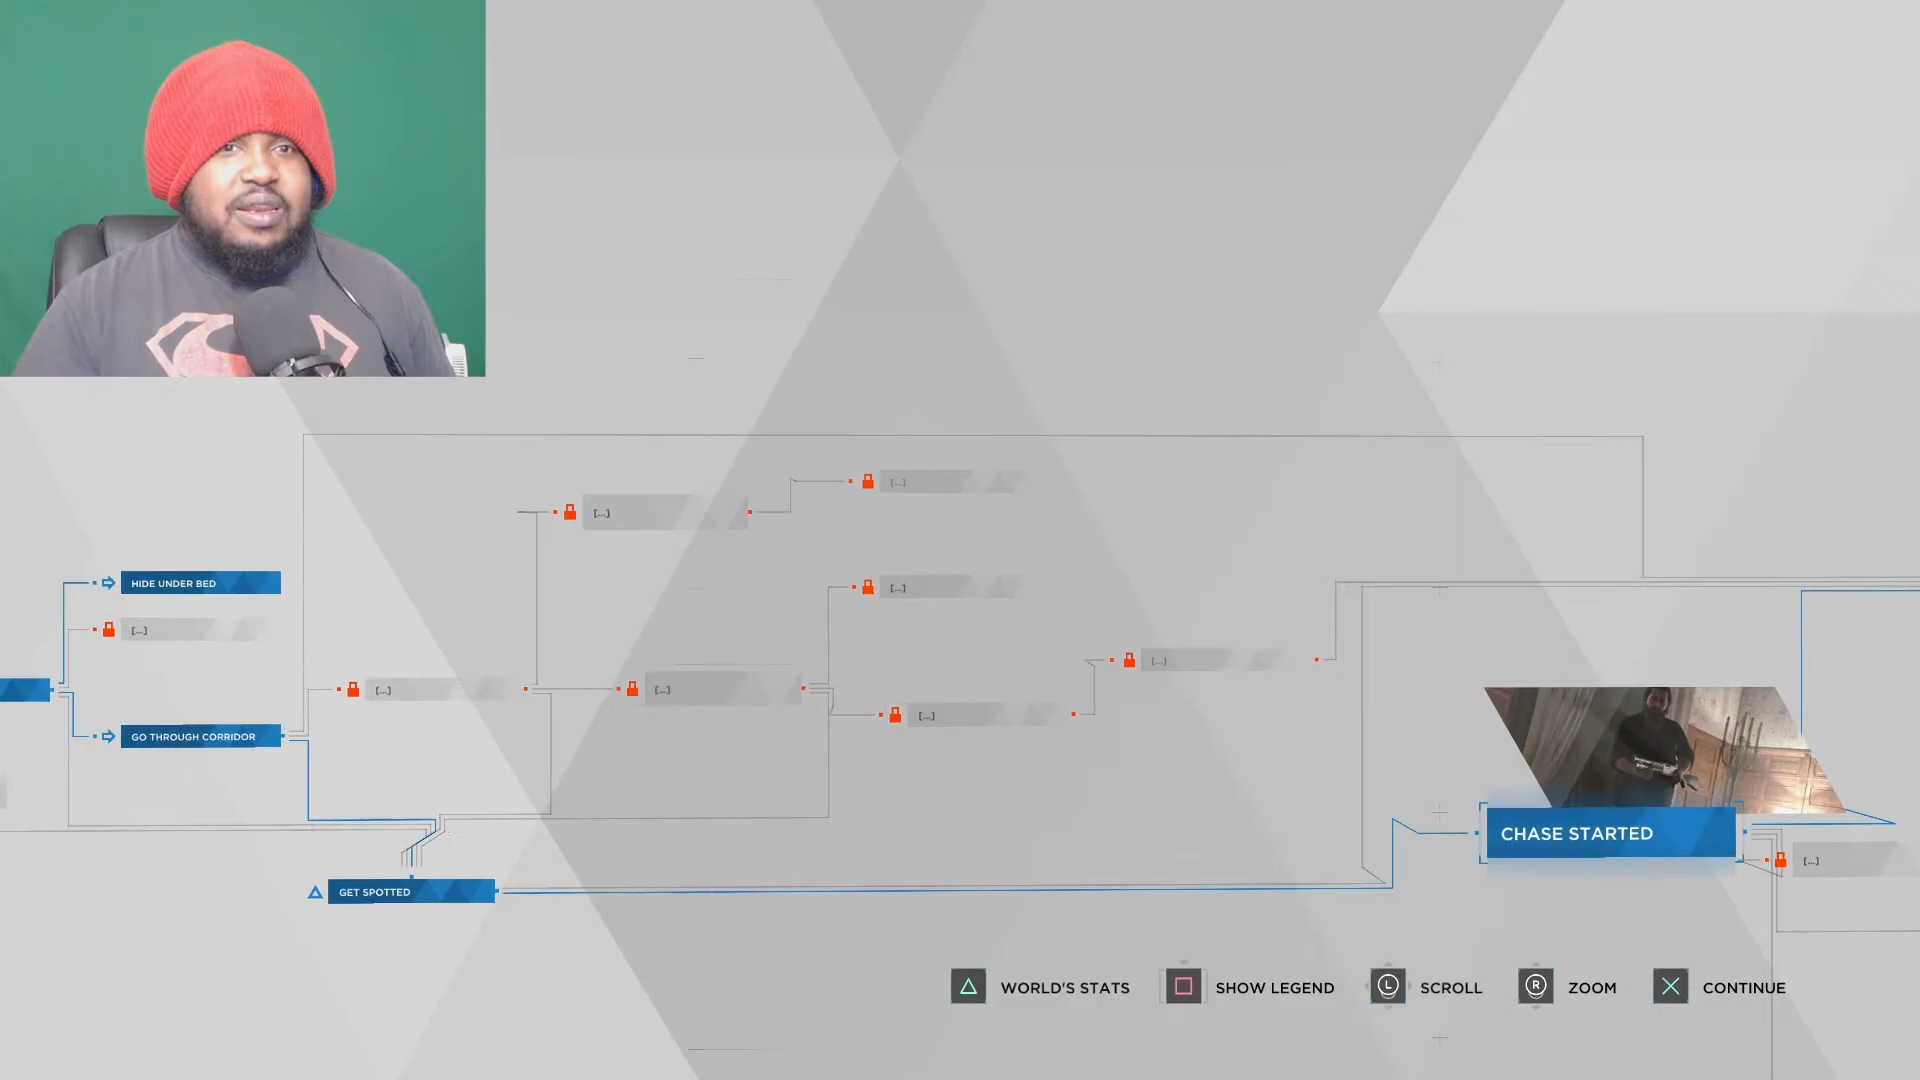 [...]
[...]
HIDE UNDER BED
[...]
[...]
[...]
[...]
[...]
[...]
GO THROUGH CORRIDOR
CHASE STARTED
[...]
GET SPOTTED
WORLD'S STATS
SHOW LEGEND
L
SCROLL
R
ZOOM
CONTINUE